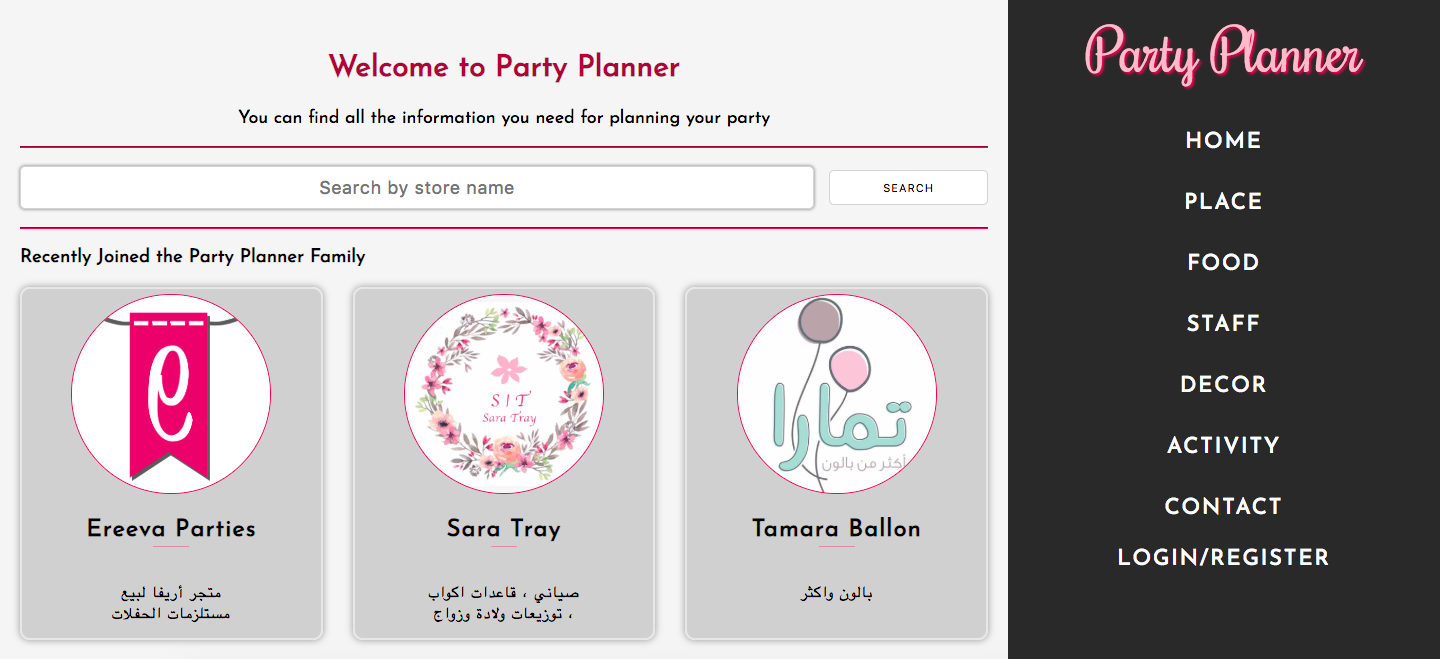 Welcome to Party Planner
You can find all the information you need for planning your party
Search by store name
SEARCH
Recently Joined the Party Planner Family
e
Ereeva Parties
متجر أريفا لبيع
مستلزمات الحفلات
SIT
Sara Tray
Sara Tray
صياني ، قاعدات اكواب
، توزيعات ولادة وزواج
تمارا
أكثر من بالون
Tamara Ballon
بالون واكثر
Party Planner
HOME
PLACE
FOOD
STAFF
DECOR
ACTIVITY
CONTACT
LOGIN/REGISTER